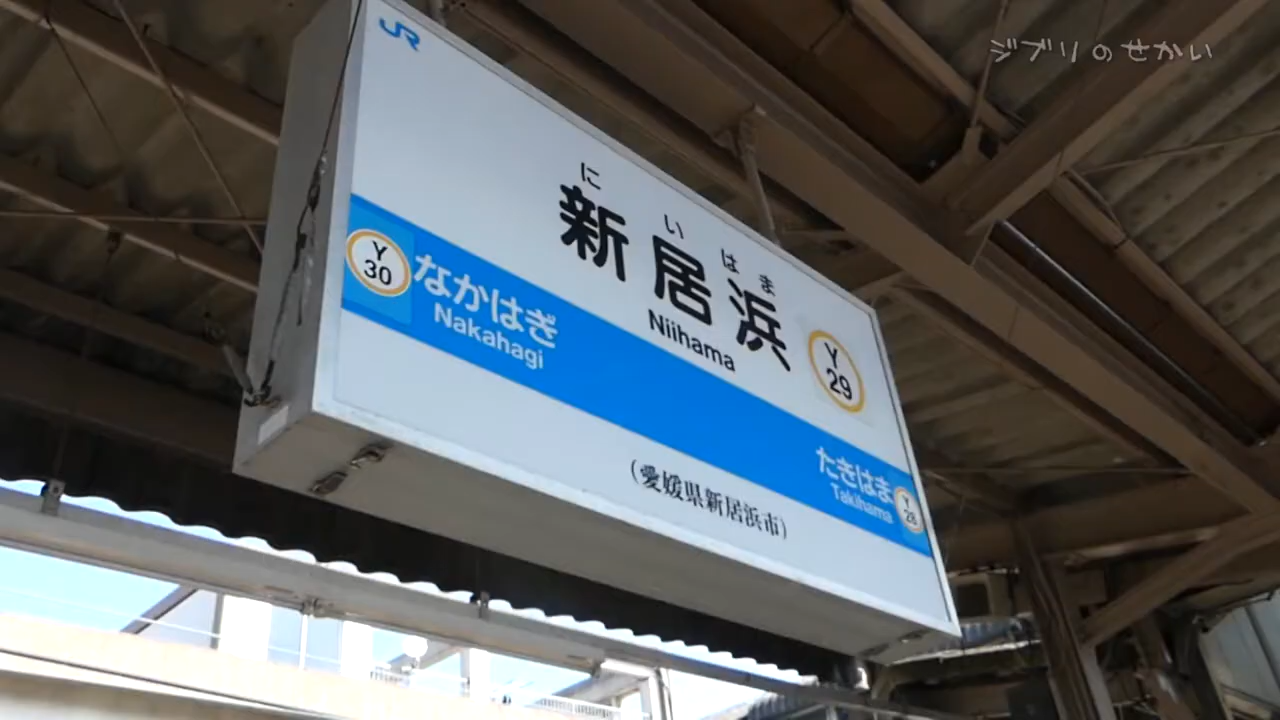 ジブリのせかい
JR
にいはま
新居浜
Niihama
Y
29
Y
30
なかはぎ
Nakahagi
たきはま
Takihama
Y
28
(愛媛県新居浜市)